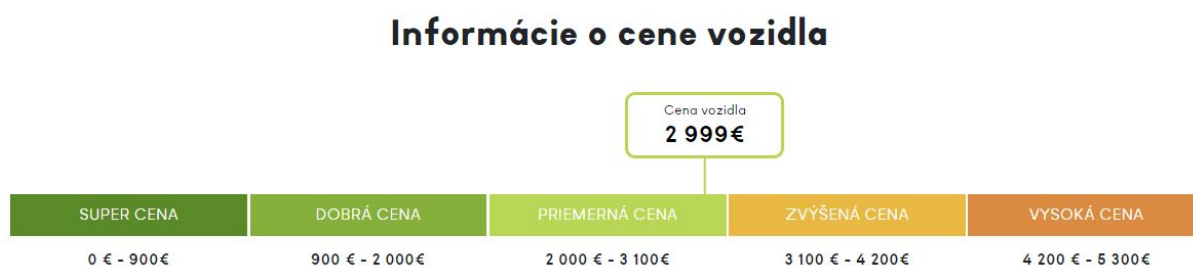 Informácie o cene vozidla
Cena vozidla
2 999€
SUPER CENA DOBRÁ CENA PRIEMERNÁ CENA ZVÝŠENÁ CENA VYSOKÁ CENA
0 € - 900€ 900 € - 2 000€ 2 000 € - 3 100€ 3 100 € - 4 200€ 4 200 € - 5 300€